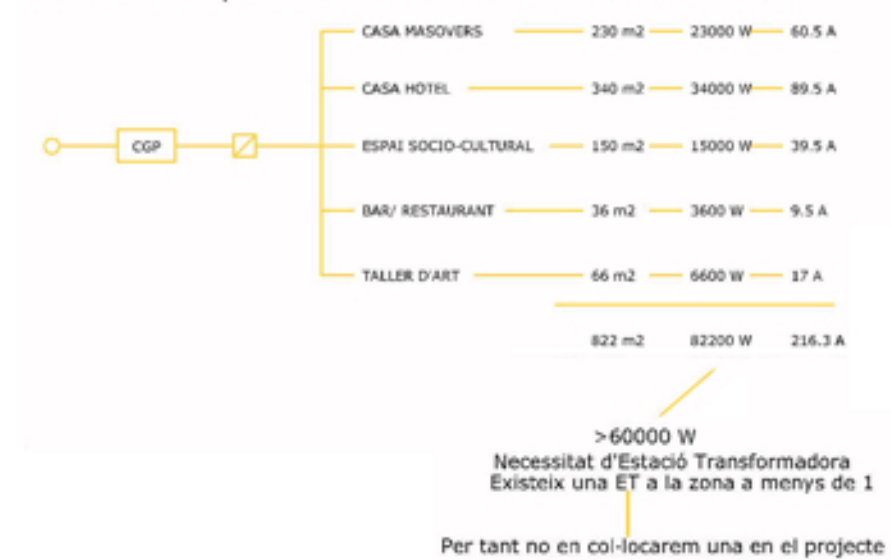 CASA MASOVERS 230 m2 23000 W 60.5 A
CASA HOTEL 340 m2 34000 W 89.5 A
CGP ESPAI SOCIO-CULTURAL 150 m2 15000 W 39.5 A
BAR/ RESTAURANT 36 m2 3600 W 9.5 A
TALLER D'ART 66 m2 6600 W 17 A
822 m2 82200 W 216.3 A
>60000 W
Necessitat d'Estació Transformadora
Existeix una ET a la zona a menys de 1
Per tant no en col·locarem una en el projecte